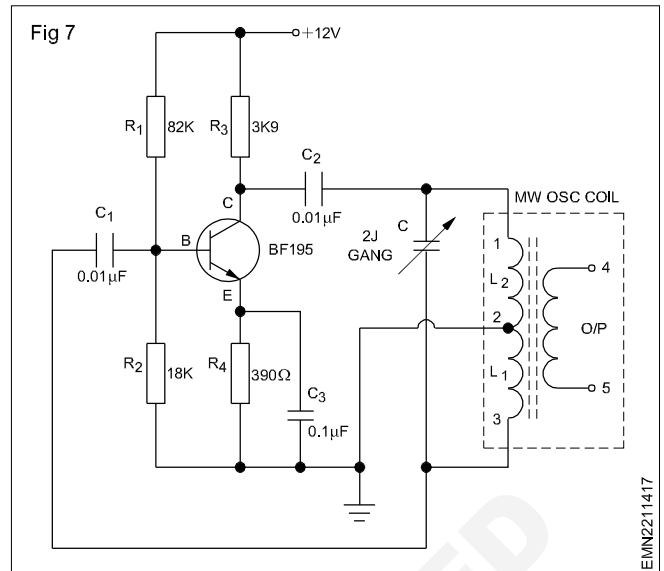 Fig 7
+12V
R1 82K
R3 3K9
C2
0.01µF
C
MW OSC COIL
C1
0.01µF
B
BF195
2J
GANG
C
1
L2
2
L1
3
4
O/P
5
E
R2 18K
R4 390Ω
C3
0.1µF
EMN2211417
ED